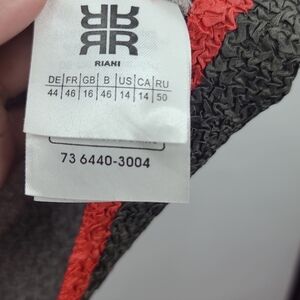 RIANI
DE FR GB B US CA RU
44 46 16 46 14 14 50
73 6440-3004